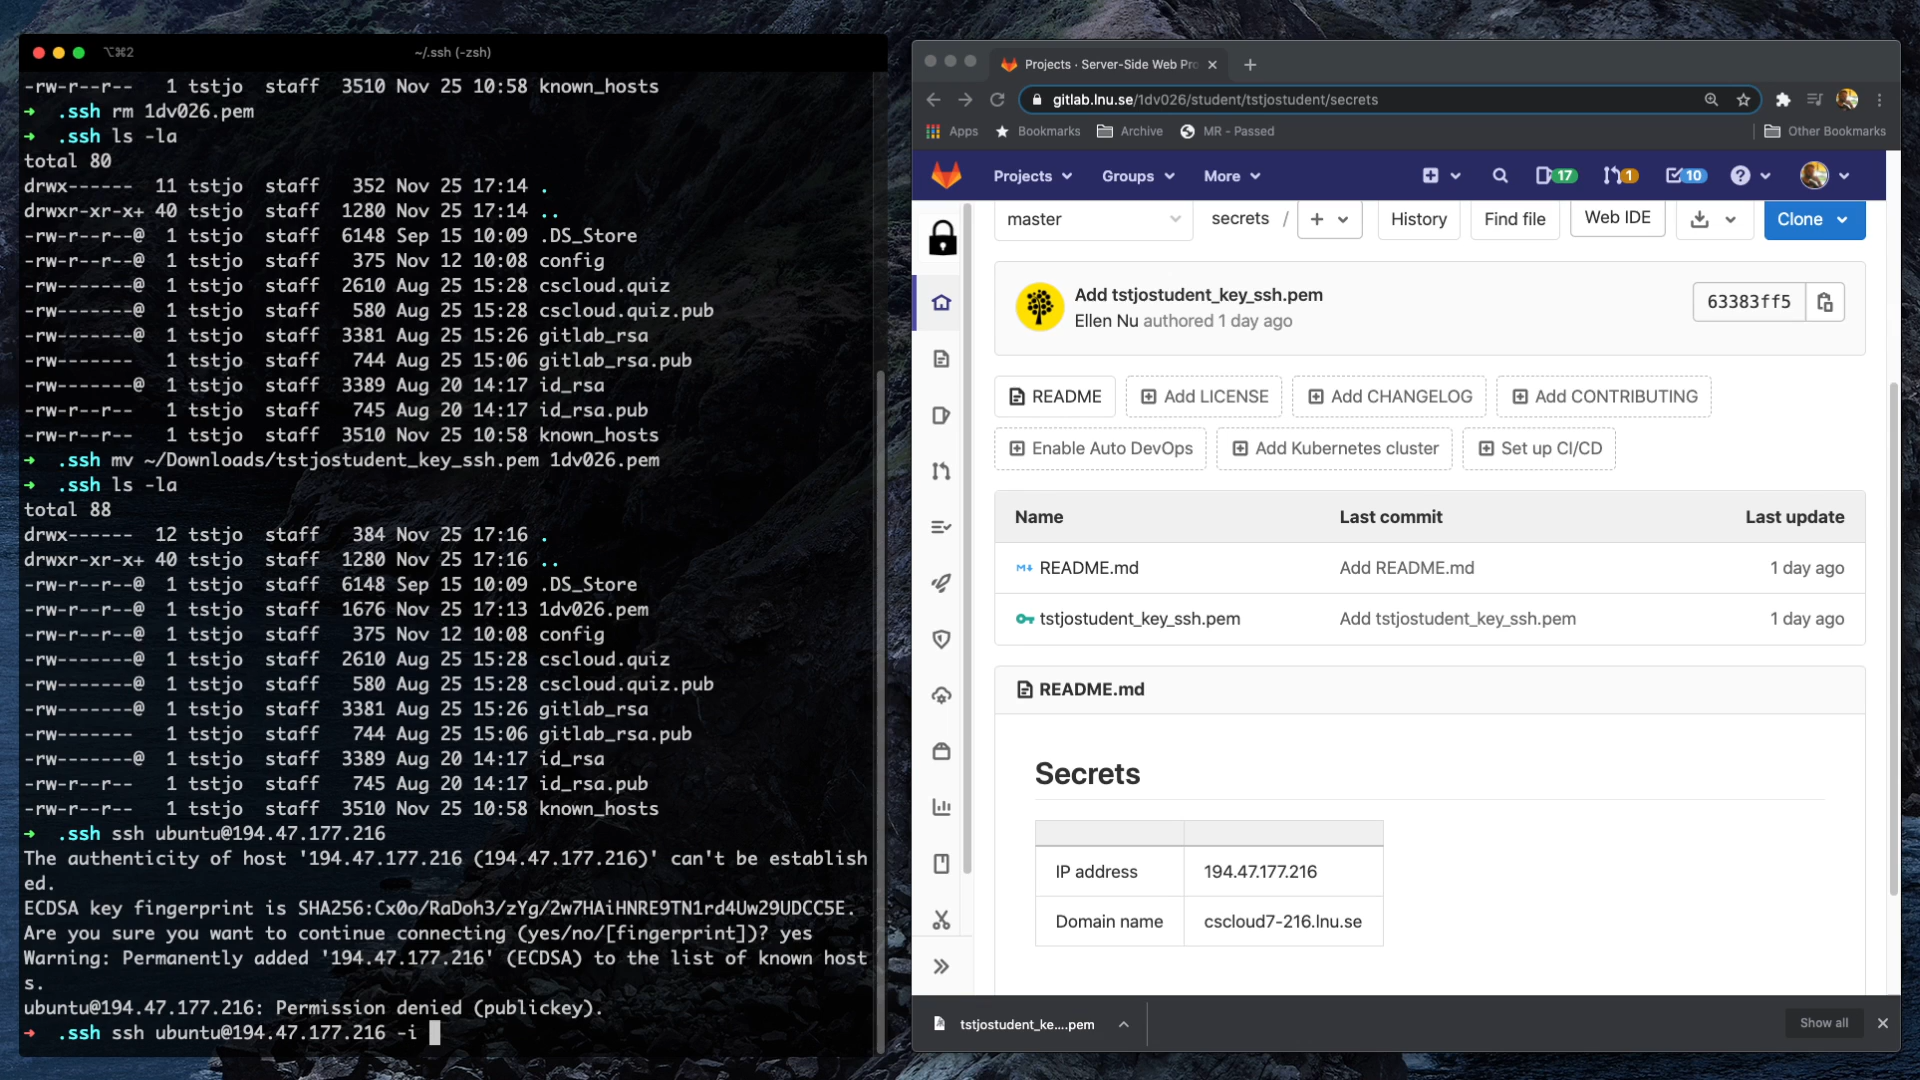 ⌥⌘2
~/.ssh (-zsh)
-rw-r--r--   1 tstjo  staff   3510 Nov 25 10:58 known_hosts
➜  .ssh rm 1dv026.pem
➜  .ssh ls -la
total 80
drwx------  11 tstjo  staff    352 Nov 25 17:14 .
drwxr-xr-x+ 40 tstjo  staff   1280 Nov 25 17:14 ..
-rw-r--r--@  1 tstjo  staff   6148 Sep 15 10:09 .DS_Store
-rw-r--r--@  1 tstjo  staff    375 Nov 12 10:08 config
-rw-------@  1 tstjo  staff   2610 Aug 25 15:28 cscloud.quiz
-rw-------@  1 tstjo  staff    580 Aug 25 15:28 cscloud.quiz.pub
-rw-------@  1 tstjo  staff   3381 Aug 25 15:26 gitlab_rsa
-rw-------   1 tstjo  staff    744 Aug 25 15:06 gitlab_rsa.pub
-rw-------@  1 tstjo  staff   3389 Aug 20 14:17 id_rsa
-rw-r--r--   1 tstjo  staff    745 Aug 20 14:17 id_rsa.pub
-rw-r--r--   1 tstjo  staff   3510 Nov 25 10:58 known_hosts
➜  .ssh mv ~/Downloads/tstjostudent_key_ssh.pem 1dv026.pem
➜  .ssh ls -la
total 88
drwx------  12 tstjo  staff    384 Nov 25 17:16 .
drwxr-xr-x+ 40 tstjo  staff   1280 Nov 25 17:16 ..
-rw-r--r--@  1 tstjo  staff   6148 Sep 15 10:09 .DS_Store
-rw-r--r--@  1 tstjo  staff   1676 Nov 25 17:13 1dv026.pem
-rw-r--r--@  1 tstjo  staff    375 Nov 12 10:08 config
-rw-------@  1 tstjo  staff   2610 Aug 25 15:28 cscloud.quiz
-rw-------@  1 tstjo  staff    580 Aug 25 15:28 cscloud.quiz.pub
-rw-------@  1 tstjo  staff   3381 Aug 25 15:26 gitlab_rsa
-rw-------   1 tstjo  staff    744 Aug 25 15:06 gitlab_rsa.pub
-rw-------@  1 tstjo  staff   3389 Aug 20 14:17 id_rsa
-rw-r--r--   1 tstjo  staff    745 Aug 20 14:17 id_rsa.pub
-rw-r--r--   1 tstjo  staff   3510 Nov 25 10:58 known_hosts
➜  .ssh ssh ubuntu@194.47.177.216
The authenticity of host '194.47.177.216 (194.47.177.216)' can't be establish
ed.
ECDSA key fingerprint is SHA256:Cx0o/RaDoh3/zYg/2w7HAiHNRE9TN1rd4Uw29UDCC5E.
Are you sure you want to continue connecting (yes/no/[fingerprint])? yes
Warning: Permanently added '194.47.177.216' (ECDSA) to the list of known host
s.
ubuntu@194.47.177.216: Permission denied (publickey).
➜  .ssh ssh ubuntu@194.47.177.216 -i
Projects · Server-Side Web Pro
gitlab.lnu.se/1dv026/student/tstjostudent/secrets
Apps Bookmarks Archive MR - Passed Other Bookmarks
Projects Groups More 17 1 10
master secrets / + History Find file Web IDE Clone
Add tstjostudent_key_ssh.pem
Ellen Nu authored 1 day ago
63383ff5
README Add LICENSE Add CHANGELOG Add CONTRIBUTING
Enable Auto DevOps Add Kubernetes cluster Set up CI/CD
Name Last commit Last update
README.md Add README.md 1 day ago
tstjostudent_key_ssh.pem Add tstjostudent_key_ssh.pem 1 day ago
README.md
Secrets
IP address 194.47.177.216
Domain name cscloud7-216.lnu.se
tstjostudent_ke....pem
Show all